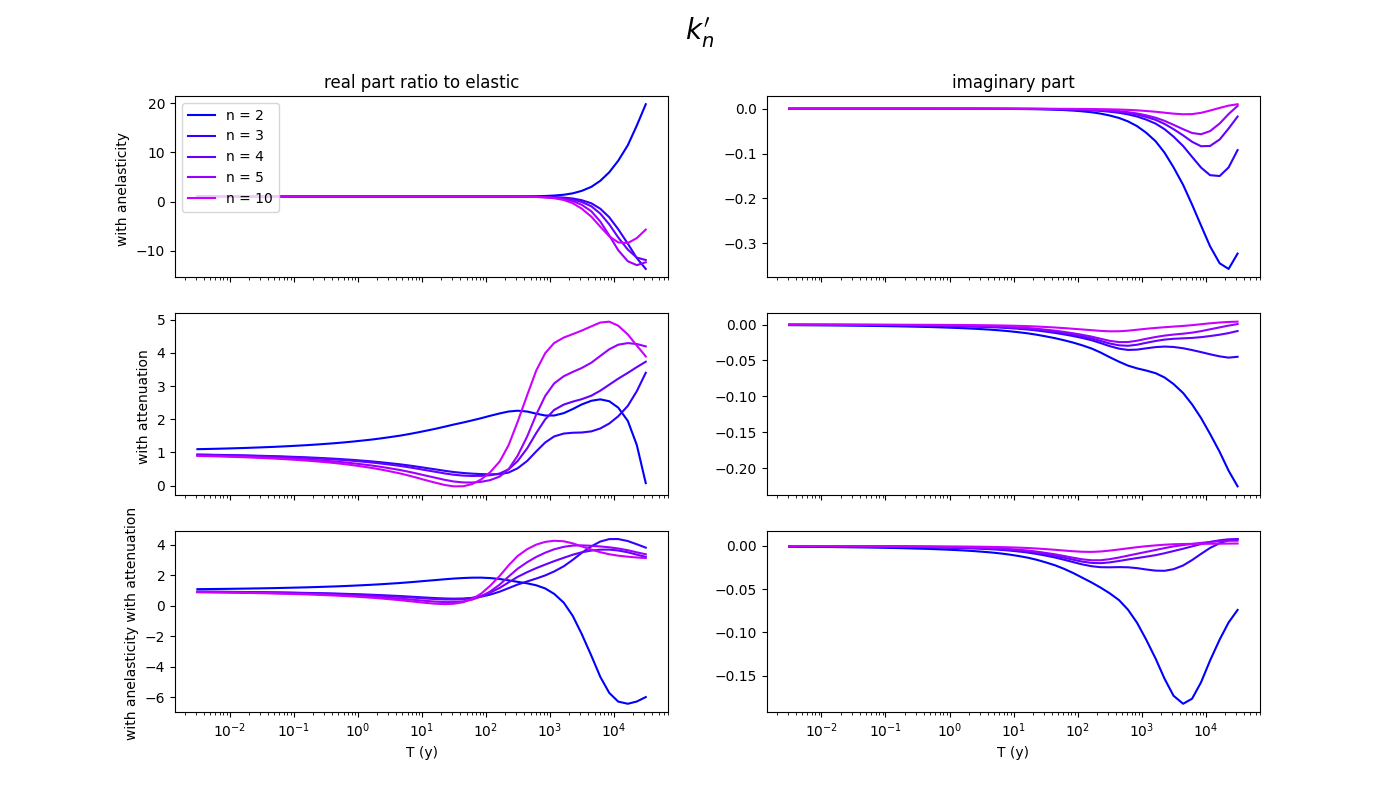 k′ₙ
real part ratio to elastic
imaginary part
with anelasticity
20
10
0
−10
n = 2
n = 3
n = 4
n = 5
n = 10
0.0
−0.1
−0.2
−0.3
with attenuation
5
4
3
2
1
0
0.00
−0.05
−0.10
−0.15
−0.20
with anelasticity with attenuation
4
2
0
−2
−4
−6
10⁻² 10⁻¹ 10⁰ 10¹ 10² 10³ 10⁴
T (y)
0.00
−0.05
−0.10
−0.15
10⁻² 10⁻¹ 10⁰ 10¹ 10² 10³ 10⁴
T (y)